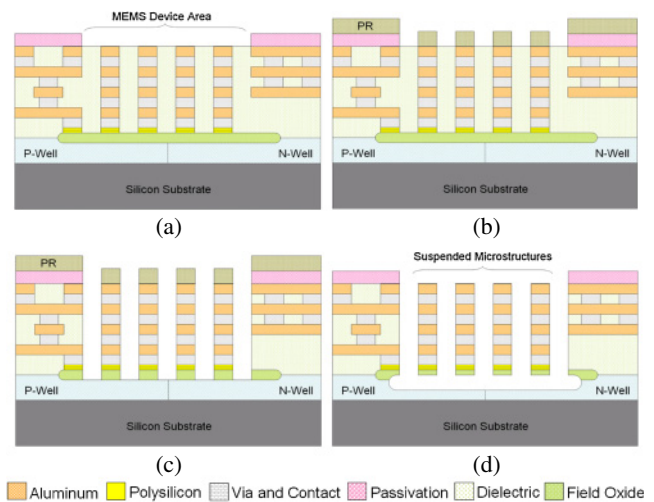 MEMS Device Area
P-Well
N-Well
Silicon Substrate
(a)
PR
P-Well
N-Well
Silicon Substrate
(b)
PR
P-Well
N-Well
Silicon Substrate
(c)
Suspended Microstructures
P-Well
N-Well
Silicon Substrate
(d)
Aluminum Polysilicon Via and Contact Passivation Dielectric Field Oxide